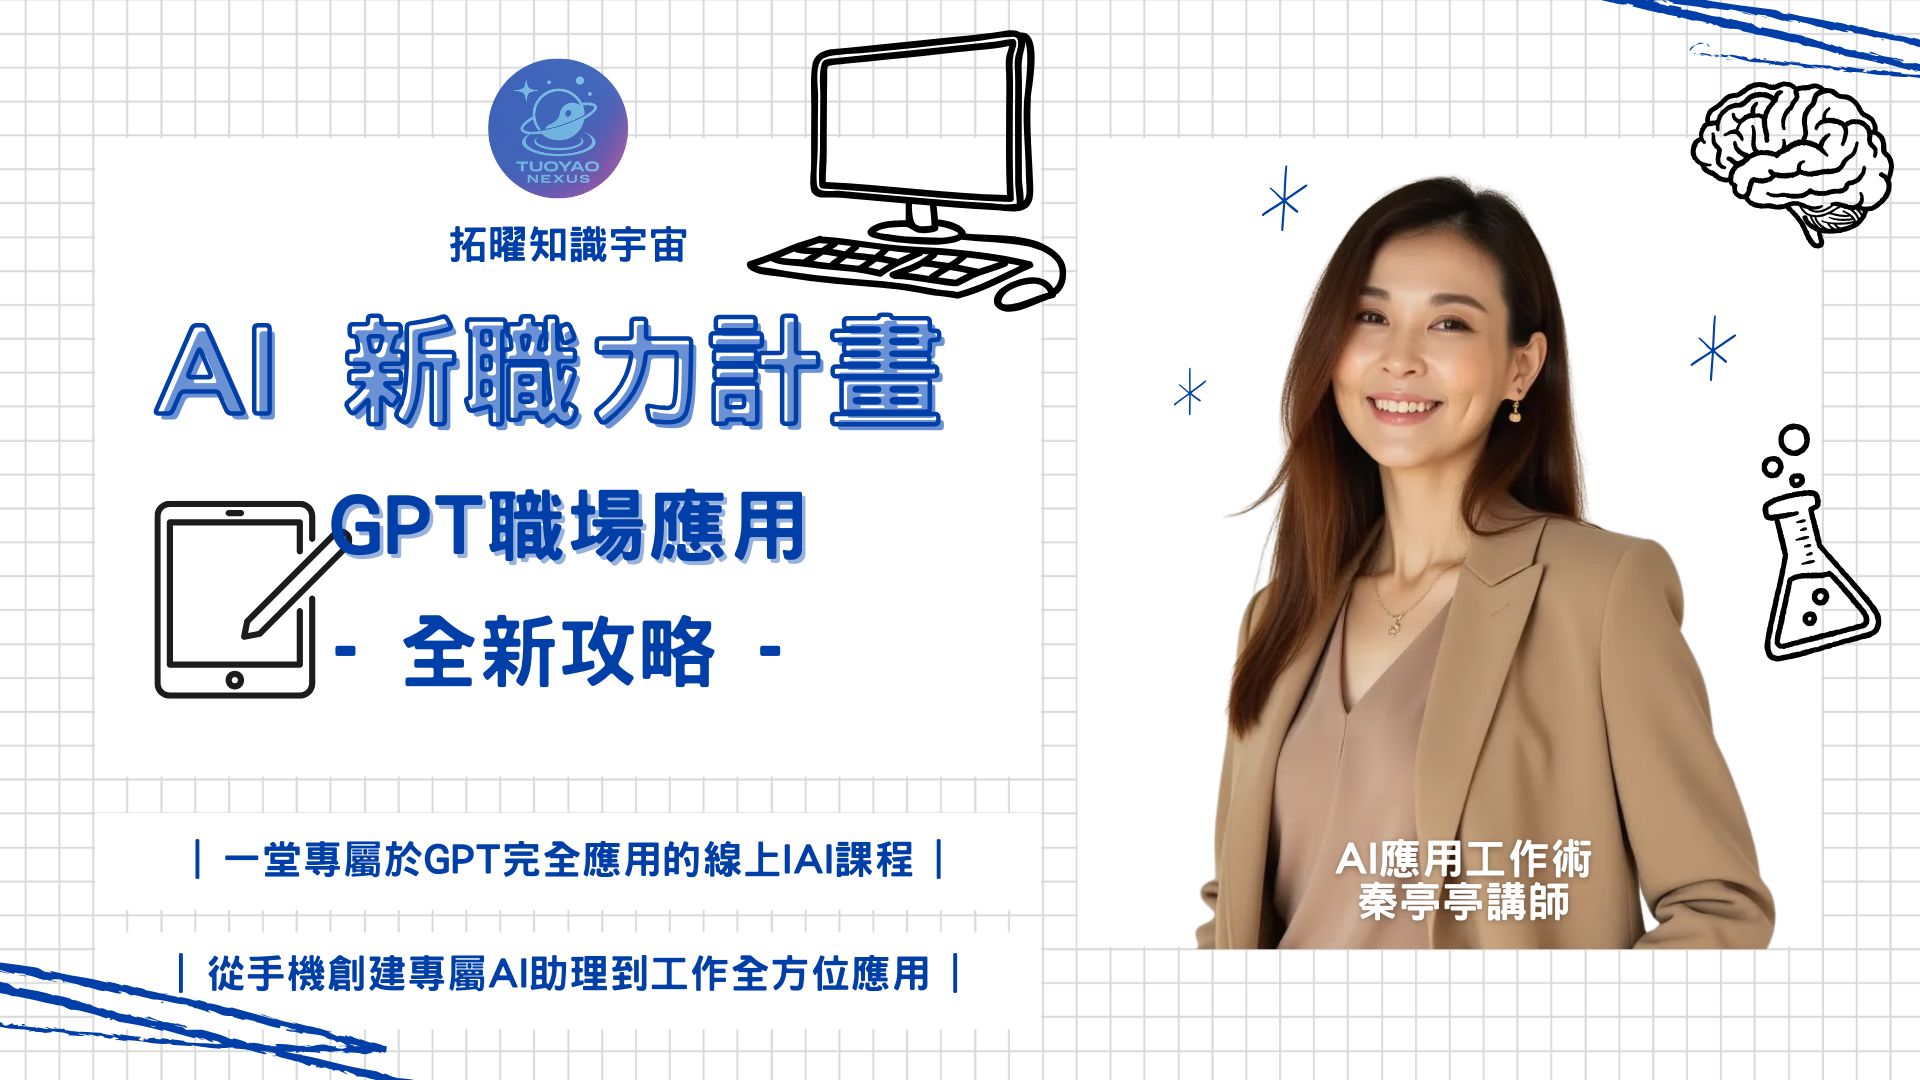 TUOYAO
NEXUS
拓曜知識宇宙
AI 新職力計畫
GPT職場應用
- 全新攻略 -
| 一堂專屬於GPT完全應用的線上IAI課程 |
| 從手機創建專屬AI助理到工作全方位應用 |
AI應用工作術
秦亭亭講師